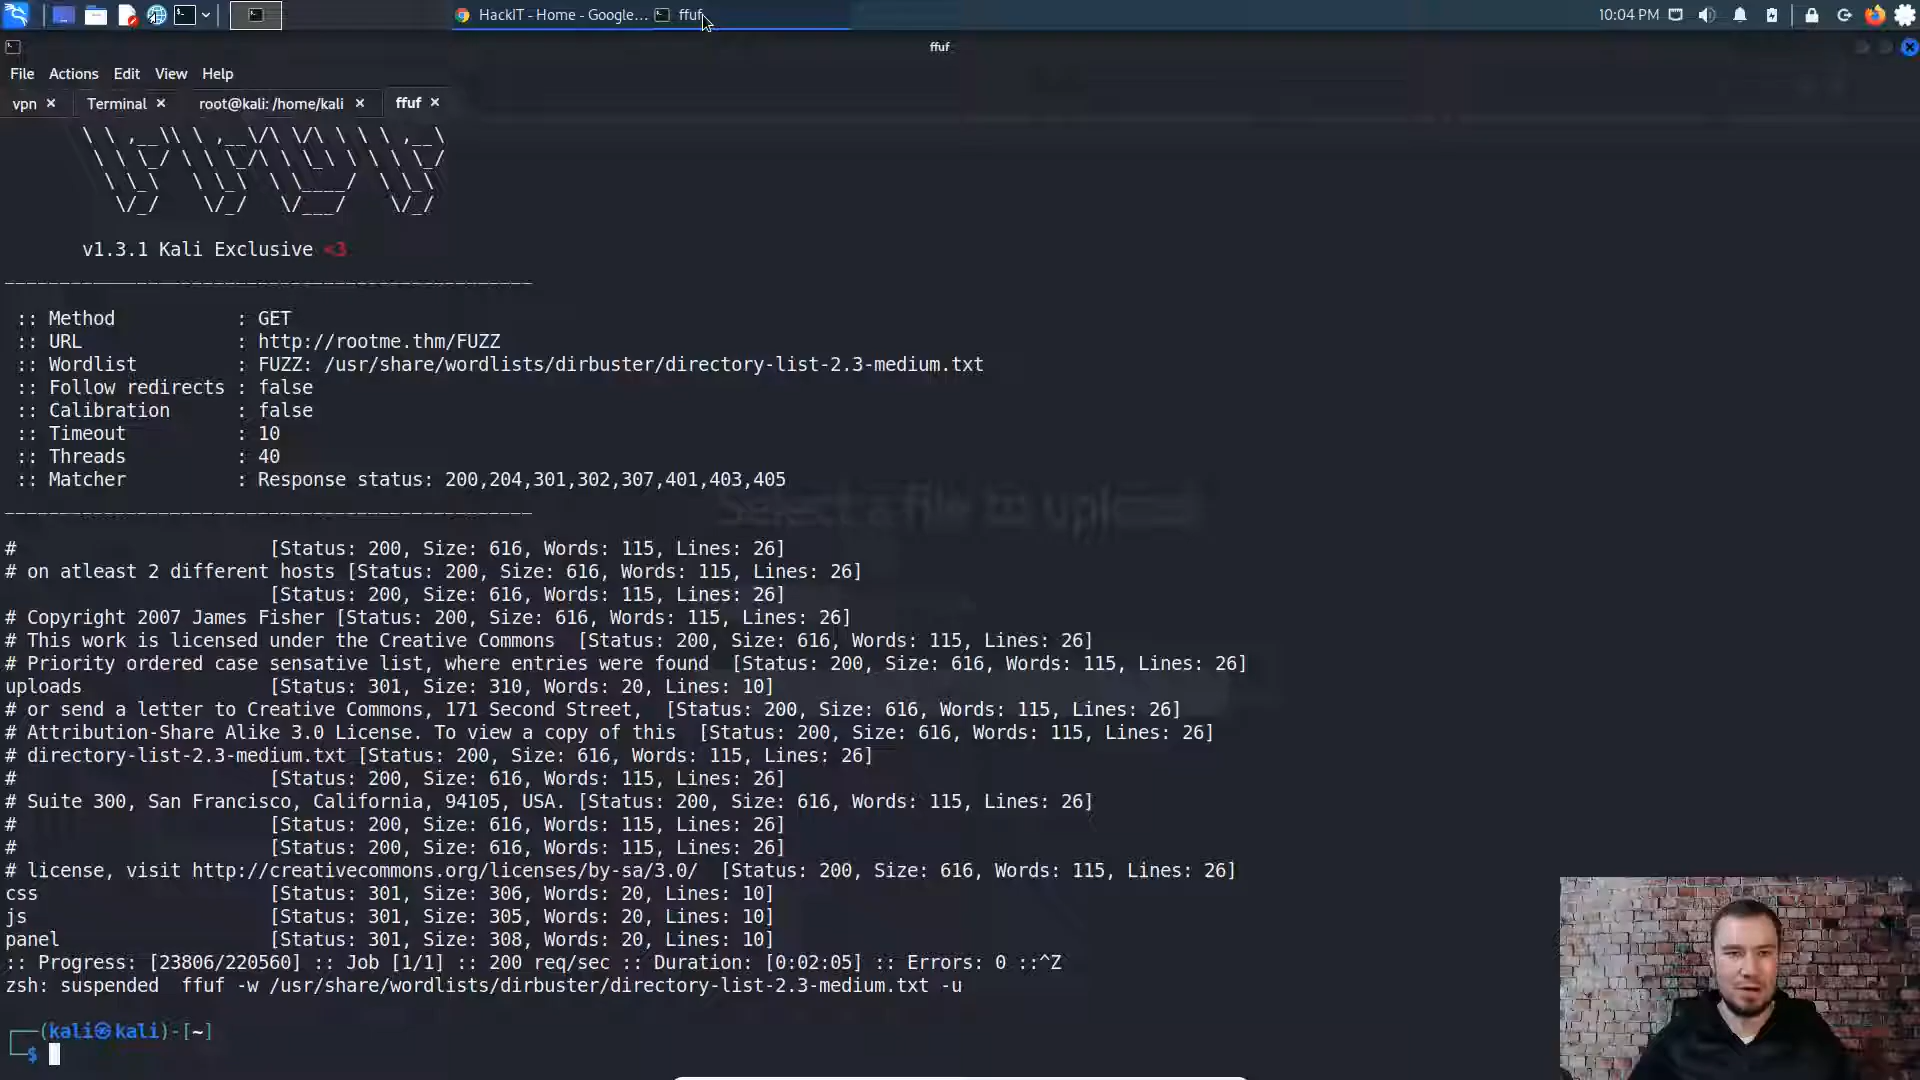 HackIT - Home - Google...
ffuf
10:04 PM
ffuf
File Actions Edit View Help
vpn × Terminal × root@kali: /home/kali × ffuf ×
v1.3.1 Kali Exclusive <3
:: Method : GET
:: URL : http://rootme.thm/FUZZ
:: Wordlist : FUZZ: /usr/share/wordlists/dirbuster/directory-list-2.3-medium.txt
:: Follow redirects : false
:: Calibration : false
:: Timeout : 10
:: Threads : 40
:: Matcher : Response status: 200,204,301,302,307,401,403,405
Select a file to upload
# [Status: 200, Size: 616, Words: 115, Lines: 26]
# on atleast 2 different hosts [Status: 200, Size: 616, Words: 115, Lines: 26]
[Status: 200, Size: 616, Words: 115, Lines: 26]
# Copyright 2007 James Fisher [Status: 200, Size: 616, Words: 115, Lines: 26]
# This work is licensed under the Creative Commons [Status: 200, Size: 616, Words: 115, Lines: 26]
# Priority ordered case sensative list, where entries were found [Status: 200, Size: 616, Words: 115, Lines: 26]
uploads [Status: 301, Size: 310, Words: 20, Lines: 10]
# or send a letter to Creative Commons, 171 Second Street, [Status: 200, Size: 616, Words: 115, Lines: 26]
# Attribution-Share Alike 3.0 License. To view a copy of this [Status: 200, Size: 616, Words: 115, Lines: 26]
# directory-list-2.3-medium.txt [Status: 200, Size: 616, Words: 115, Lines: 26]
# [Status: 200, Size: 616, Words: 115, Lines: 26]
# Suite 300, San Francisco, California, 94105, USA. [Status: 200, Size: 616, Words: 115, Lines: 26]
# [Status: 200, Size: 616, Words: 115, Lines: 26]
# [Status: 200, Size: 616, Words: 115, Lines: 26]
# license, visit http://creativecommons.org/licenses/by-sa/3.0/ [Status: 200, Size: 616, Words: 115, Lines: 26]
css [Status: 301, Size: 306, Words: 20, Lines: 10]
js [Status: 301, Size: 305, Words: 20, Lines: 10]
panel [Status: 301, Size: 308, Words: 20, Lines: 10]
:: Progress: [23806/220560] :: Job [1/1] :: 200 req/sec :: Duration: [0:02:05] :: Errors: 0 ::^Z
zsh: suspended ffuf -w /usr/share/wordlists/dirbuster/directory-list-2.3-medium.txt -u
(kali㉿kali)-[~]
$